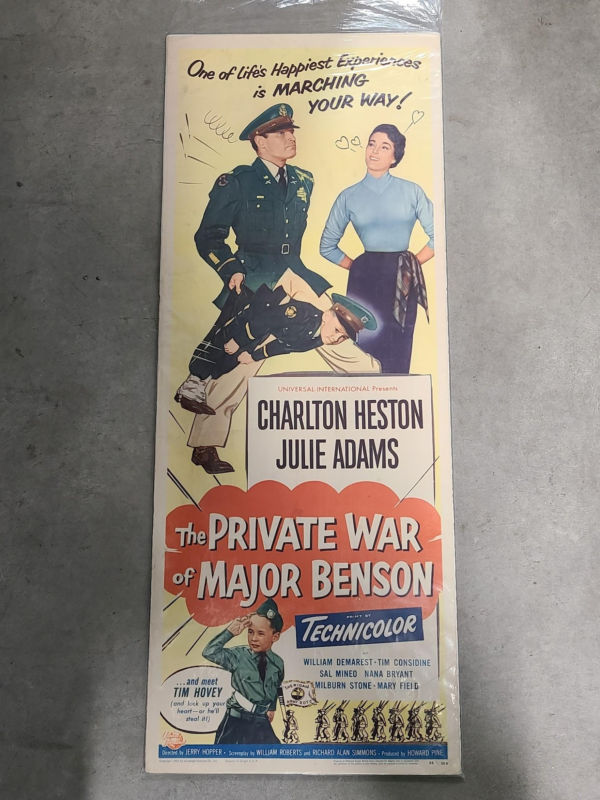 One of life's Happiest Experiences
is MARCHING
YOUR WAY!
UNIVERSAL-INTERNATIONAL Presents
CHARLTON HESTON
JULIE ADAMS
The PRIVATE WAR
of MAJOR BENSON
PRINT BY
TECHNICOLOR
WILLIAM DEMAREST · TIM CONSIDINE
SAL MINEO NANA BRYANT
MILBURN STONE · MARY FIELD
...and meet
TIM HOVEY
(and lock up your
heart—or he'll
steal it!)
Directed by JERRY HOPPER · Screenplay by WILLIAM ROBERTS and RICHARD ALAN SIMMONS · Produced by HOWARD PINE